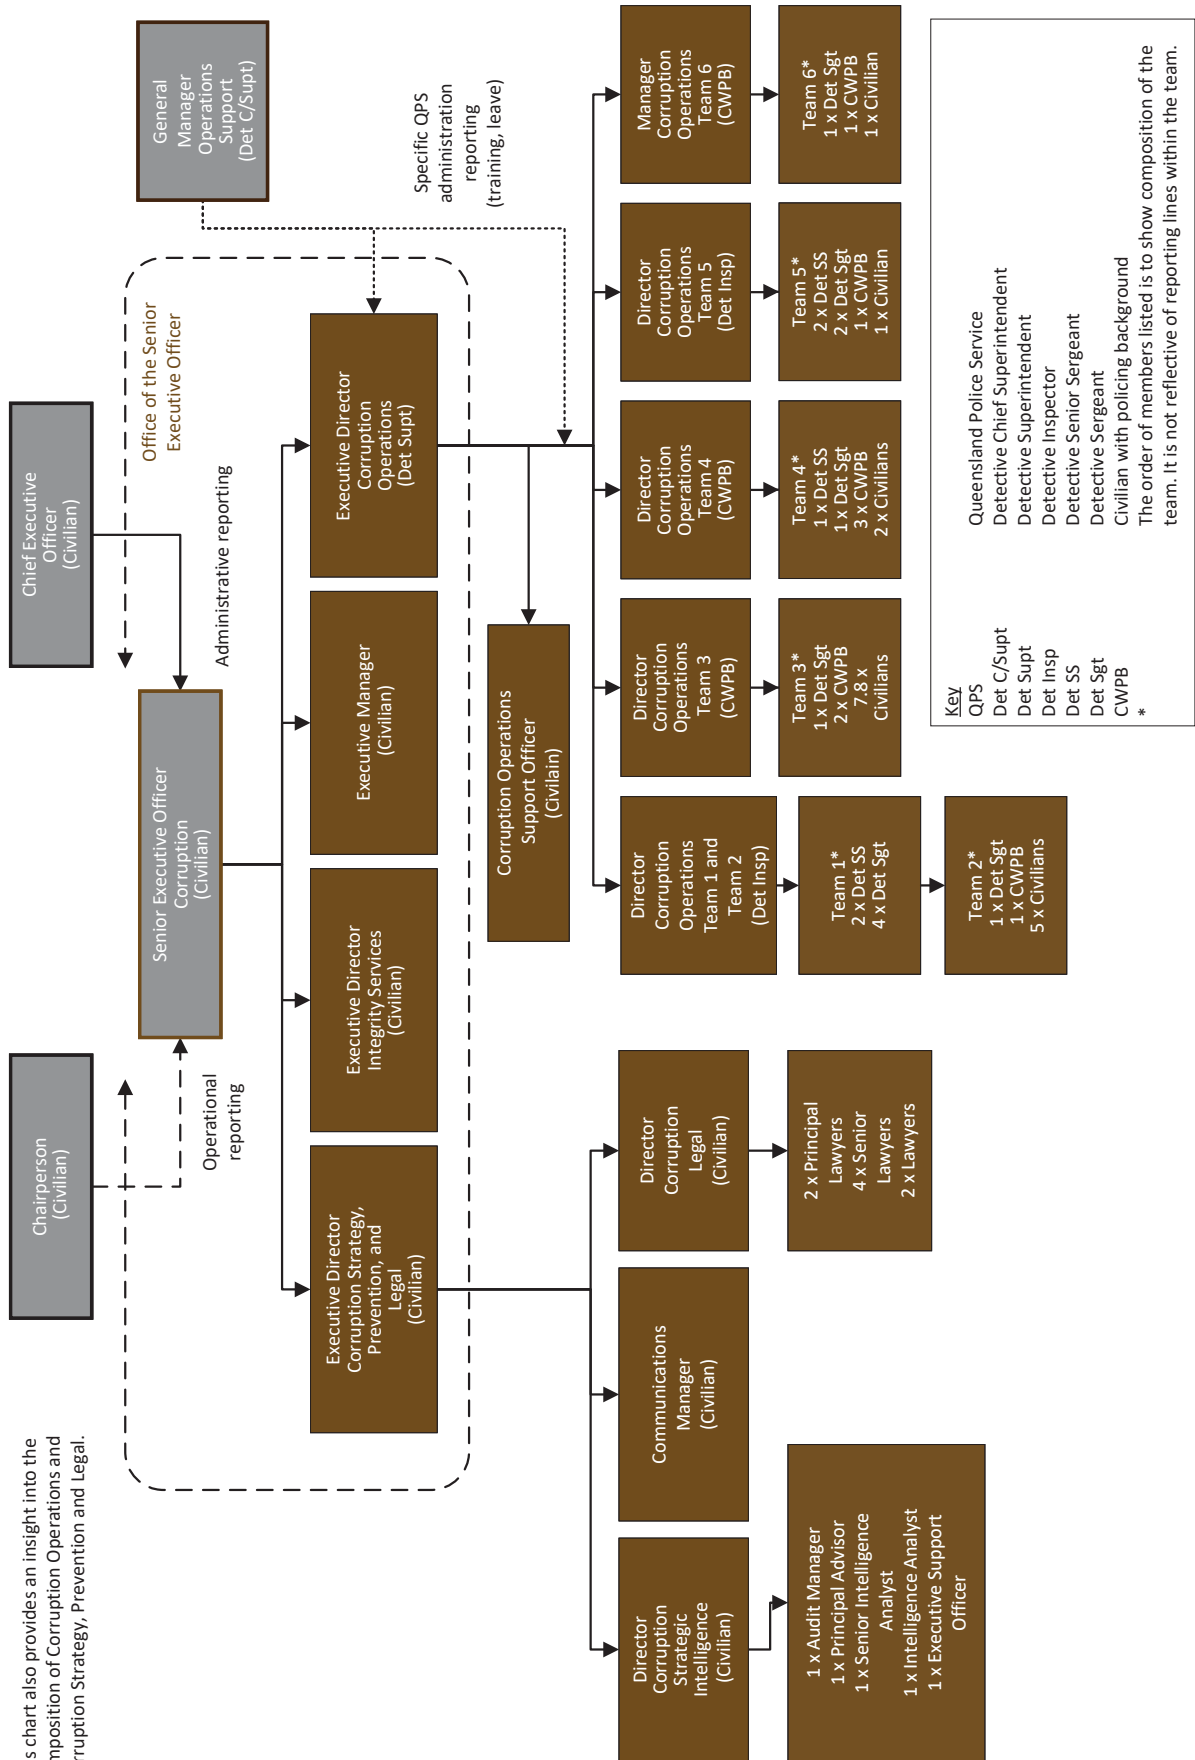 s chart also provides an insight into the
mposition of Corruption Operations and
rruption Strategy, Prevention and Legal.
Chairperson
(Civilian)
Chief Executive
Officer
(Civilian)
General
Manager
Operations
Support
(Det C/Supt)
Office of the Senior
Executive Officer
Senior Executive Officer
Corruption
(Civilian)
Operational
reporting
Administrative reporting
Executive Director
Corruption Strategy,
Prevention, and
Legal
(Civilian)
Executive Director
Integrity Services
(Civilian)
Executive Manager
(Civilian)
Executive Director
Corruption
Operations
(Det Supt)
Specific QPS
administration
reporting
(training, leave)
Corruption Operations
Support Officer
(Civilain)
Director
Corruption
Strategic
Intelligence
(Civilian)
Communications
Manager
(Civilian)
Director
Corruption
Legal
(Civilian)
Director
Corruption
Operations
Team 1 and
Team 2
(Det Insp)
Director
Corruption
Operations
Team 3
(CWPB)
Director
Corruption
Operations
Team 4
(CWPB)
Director
Corruption
Operations
Team 5
(Det Insp)
Manager
Corruption
Operations
Team 6
(CWPB)
1 x Audit Manager
1 x Principal Advisor
1 x Senior Intelligence
Analyst
1 x Intelligence Analyst
1 x Executive Support
Officer
2 x Principal
Lawyers
4 x Senior
Lawyers
2 x Lawyers
Team 1*
2 x Det SS
4 x Det Sgt
Team 2*
1 x Det Sgt
1 x CWPB
5 x Civilians
Team 3*
1 x Det Sgt
2 x CWPB
7.8 x
Civilians
Team 4*
1 x Det SS
1 x Det Sgt
3 x CWPB
2 x Civilians
Team 5*
2 x Det SS
2 x Det Sgt
1 x CWPB
1 x Civilian
Team 6*
1 x Det Sgt
1 x CWPB
1 x Civilian
Key
QPS Queensland Police Service
Det C/Supt Detective Chief Superintendent
Det Supt Detective Superintendent
Det Insp Detective Inspector
Det SS Detective Senior Sergeant
Det Sgt Detective Sergeant
CWPB Civilian with policing background
* The order of members listed is to show composition of the
team. It is not reflective of reporting lines within the team.